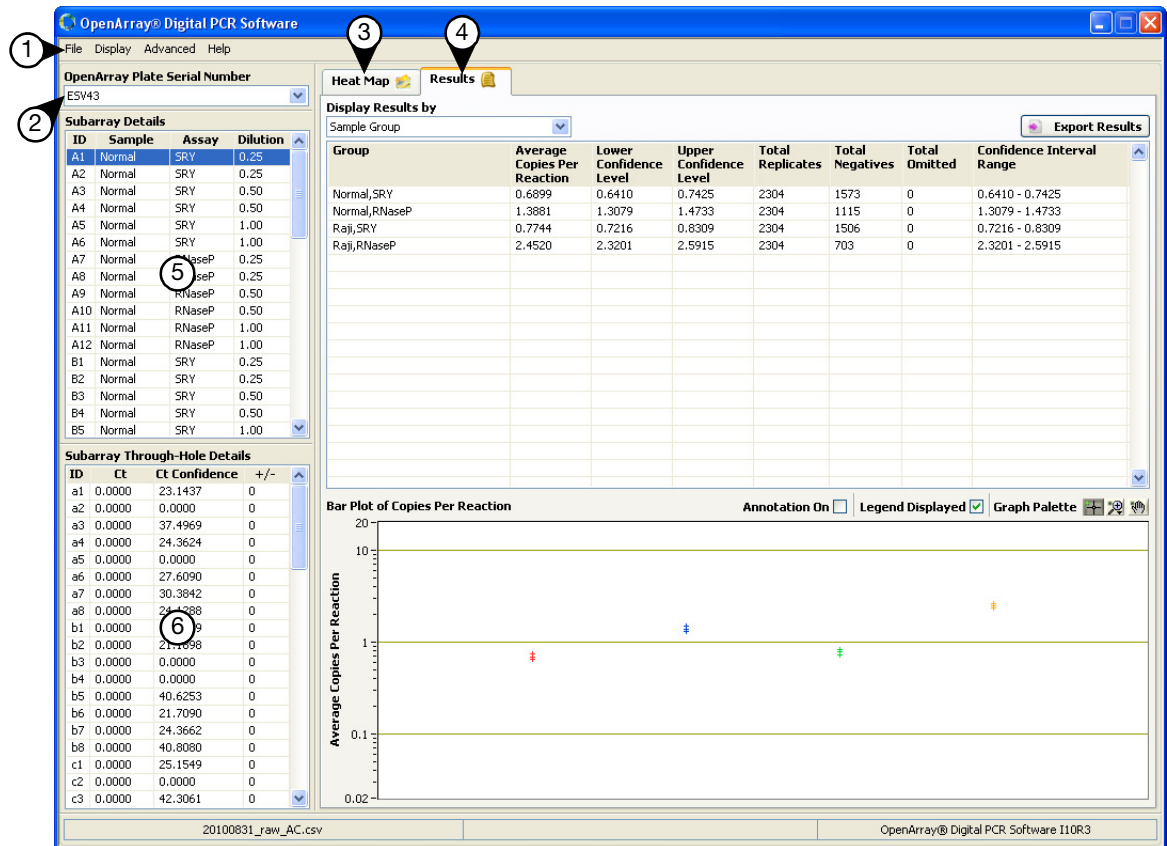 OpenArray® Digital PCR Software
1
3
4
File Display Advanced Help
OpenArray Plate Serial Number
ESV43
2
Subarray Details
ID Sample Assay Dilution
A1 Normal SRY 0.25
A2 Normal SRY 0.25
A3 Normal SRY 0.50
A4 Normal SRY 0.50
A5 Normal SRY 1.00
A6 Normal SRY 1.00
A7 Normal 0.25
A8 Normal 0.25
5
A9 Normal RNaseP 0.50
A10 Normal RNaseP 0.50
A11 Normal RNaseP 1.00
A12 Normal RNaseP 1.00
B1 Normal SRY 0.25
B2 Normal SRY 0.25
B3 Normal SRY 0.50
B4 Normal SRY 0.50
B5 Normal SRY 1.00
Subarray Through-Hole Details
ID Ct Ct Confidence +/-
a1 0.0000 23.1437 0
a2 0.0000 0.0000 0
a3 0.0000 37.4969 0
a4 0.0000 24.3624 0
a5 0.0000 0.0000 0
a6 0.0000 27.6090 0
a7 0.0000 30.3842 0
a8 0.0000 0
b1 0.0000 0
6
b2 0.0000 0
b3 0.0000 0.0000 0
b4 0.0000 0.0000 0
b5 0.0000 40.6253 0
b6 0.0000 21.7090 0
b7 0.0000 24.3662 0
b8 0.0000 40.8080 0
c1 0.0000 25.1549 0
c2 0.0000 0.0000 0
c3 0.0000 42.3061 0
Heat Map Results
Display Results by
Sample Group
Export Results
Group Average Copies Per Reaction Lower Confidence Level Upper Confidence Level Total Replicates Total Negatives Total Omitted Confidence Interval Range
Normal,SRY 0.6899 0.6410 0.7425 2304 1573 0 0.6410 - 0.7425
Normal,RNaseP 1.3881 1.3079 1.4733 2304 1115 0 1.3079 - 1.4733
Raji,SRY 0.7744 0.7216 0.8309 2304 1506 0 0.7216 - 0.8309
Raji,RNaseP 2.4520 2.3201 2.5915 2304 703 0 2.3201 - 2.5915
Bar Plot of Copies Per Reaction
Annotation On Legend Displayed Graph Palette
Average Copies Per Reaction
20
10
1
0.1
0.02
20100831_raw_AC.csv
OpenArray® Digital PCR Software I10R3